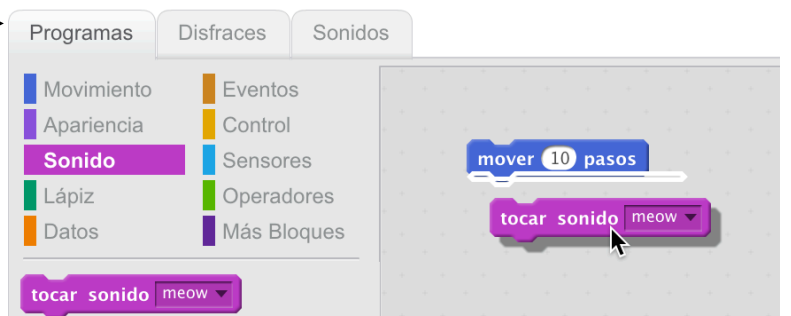 Programas Disfraces Sonidos
Movimiento Eventos
Apariencia Control
Sonido Sensores
Lápiz Operadores
Datos Más Bloques
tocar sonido meow
mover 10 pasos
tocar sonido meow